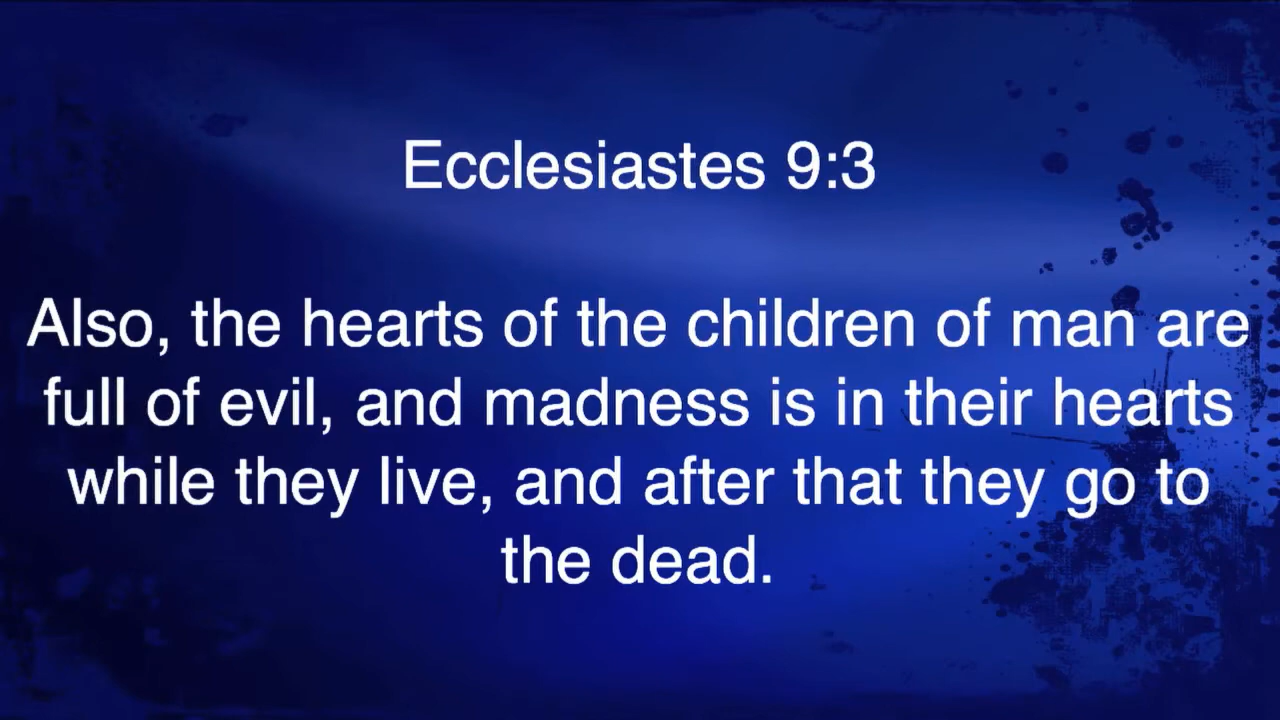 Ecclesiastes 9:3
Also, the hearts of the children of man are
full of evil, and madness is in their hearts
while they live, and after that they go to
the dead.